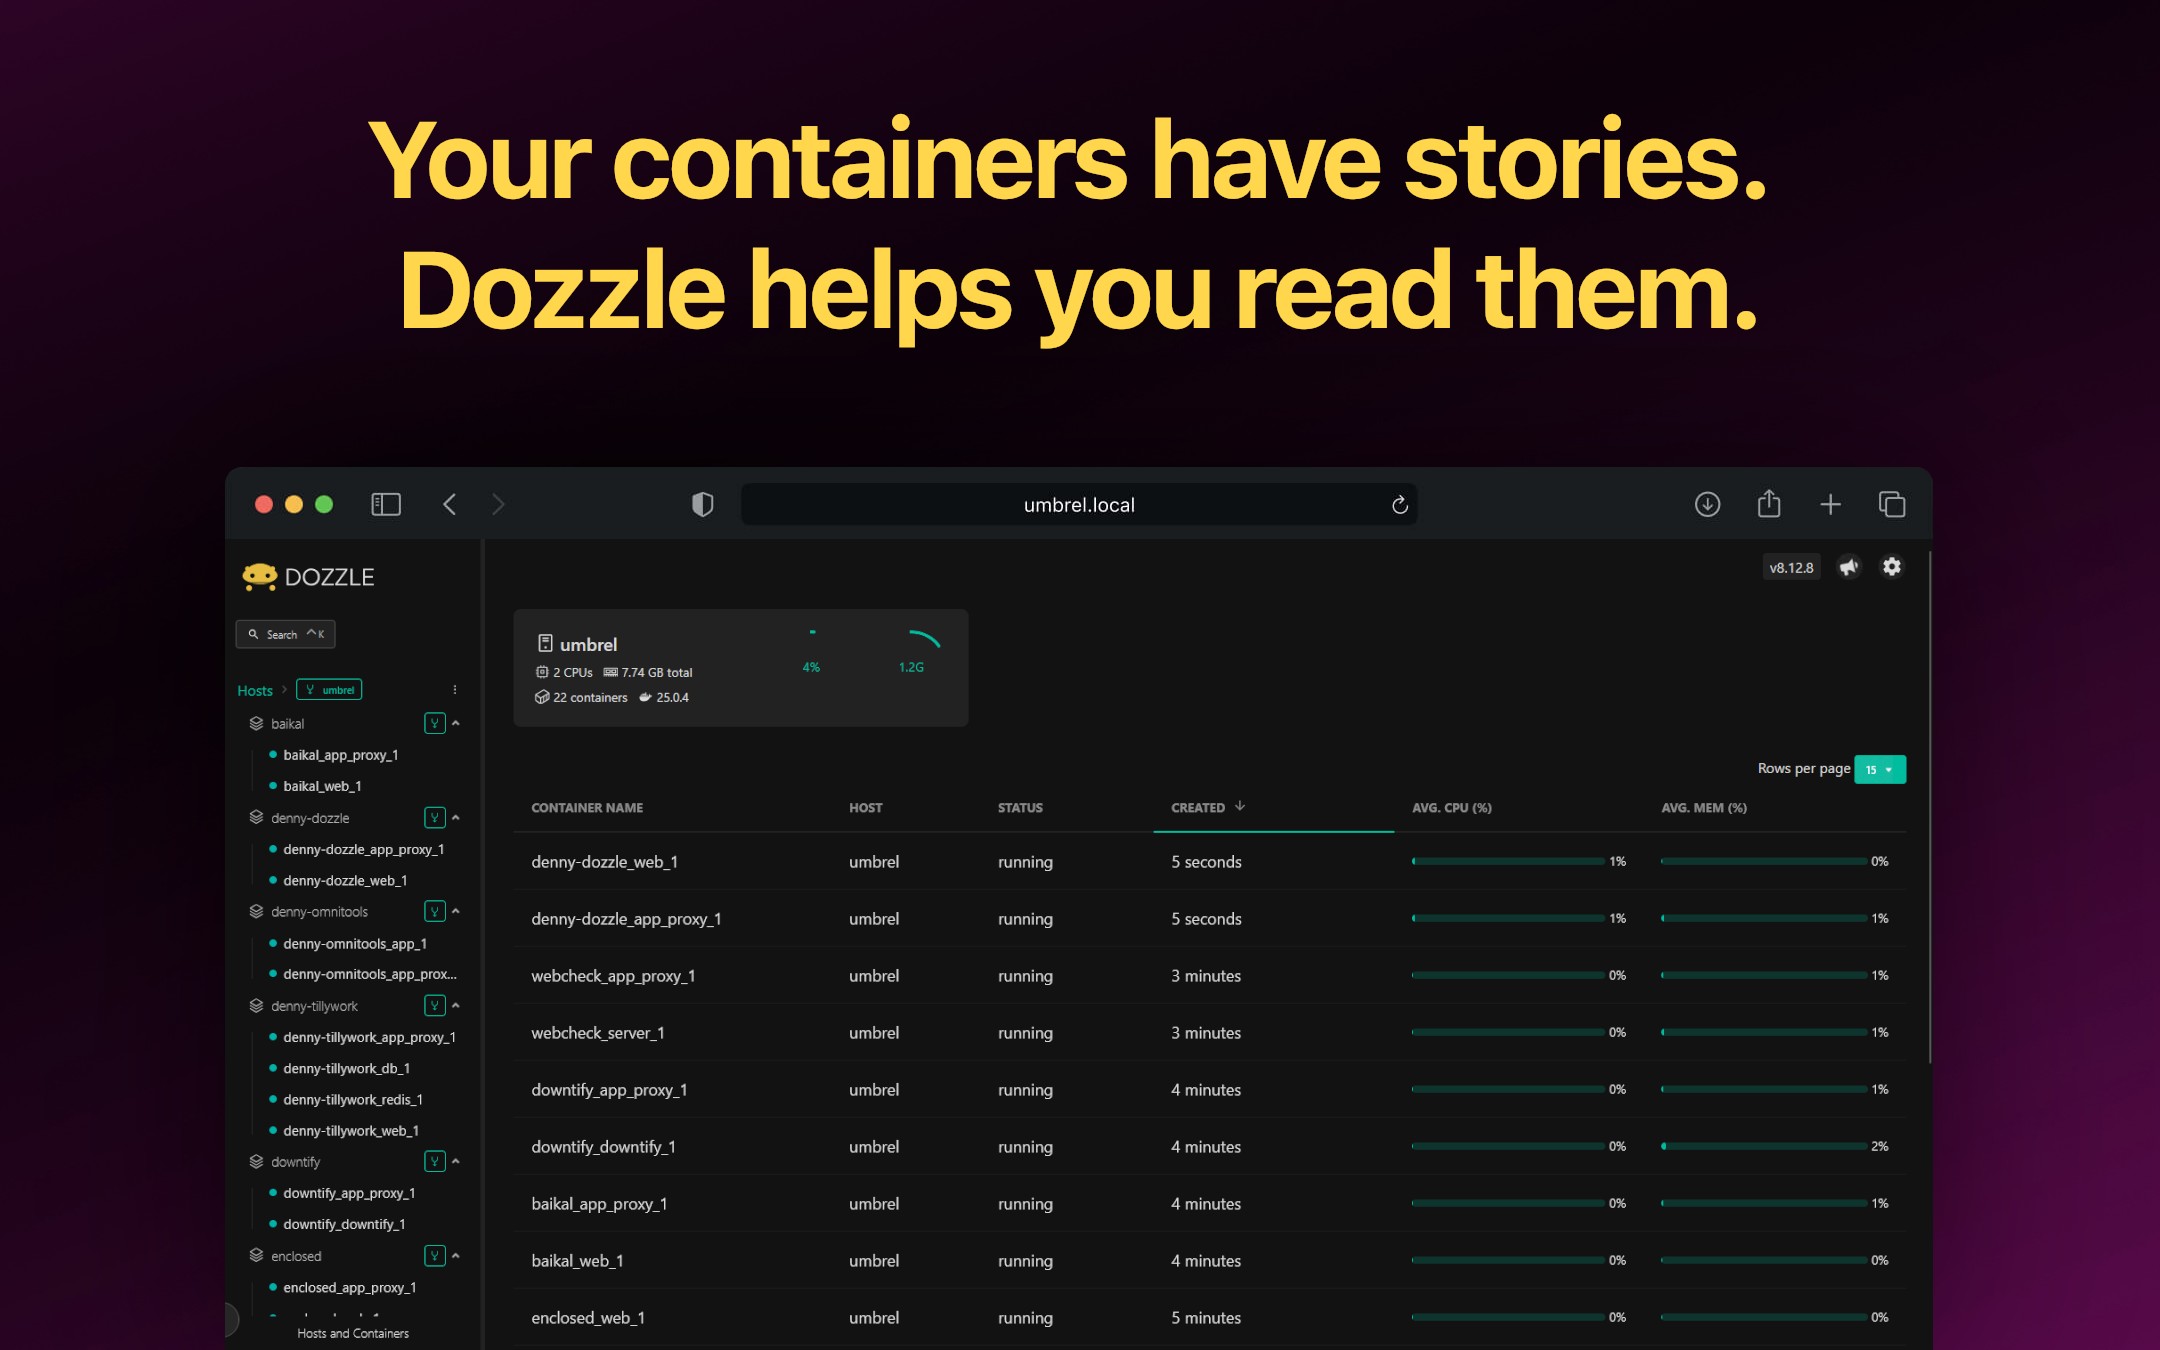 Your containers have stories.
Dozzle helps you read them.
umbrel.local
DOZZLE
v8.12.8
Search ^K
Hosts > umbrel
baikal
baikal_app_proxy_1
baikal_web_1
denny-dozzle
denny-dozzle_app_proxy_1
denny-dozzle_web_1
denny-omnitools
denny-omnitools_app_1
denny-omnitools_app_prox...
denny-tillywork
denny-tillywork_app_proxy_1
denny-tillywork_db_1
denny-tillywork_redis_1
denny-tillywork_web_1
downtify
downtify_app_proxy_1
downtify_downtify_1
enclosed
enclosed_app_proxy_1
Hosts and Containers
umbrel
2 CPUs 7.74 GB total
22 containers 25.0.4
4% 1.2G
Rows per page 15
CONTAINER NAME HOST STATUS CREATED AVG. CPU (%) AVG. MEM (%)
denny-dozzle_web_1 umbrel running 5 seconds 1% 0%
denny-dozzle_app_proxy_1 umbrel running 5 seconds 1% 1%
webcheck_app_proxy_1 umbrel running 3 minutes 0% 1%
webcheck_server_1 umbrel running 3 minutes 0% 1%
downtify_app_proxy_1 umbrel running 4 minutes 0% 1%
downtify_downtify_1 umbrel running 4 minutes 0% 2%
baikal_app_proxy_1 umbrel running 4 minutes 0% 1%
baikal_web_1 umbrel running 4 minutes 0% 0%
enclosed_web_1 umbrel running 5 minutes 0% 0%